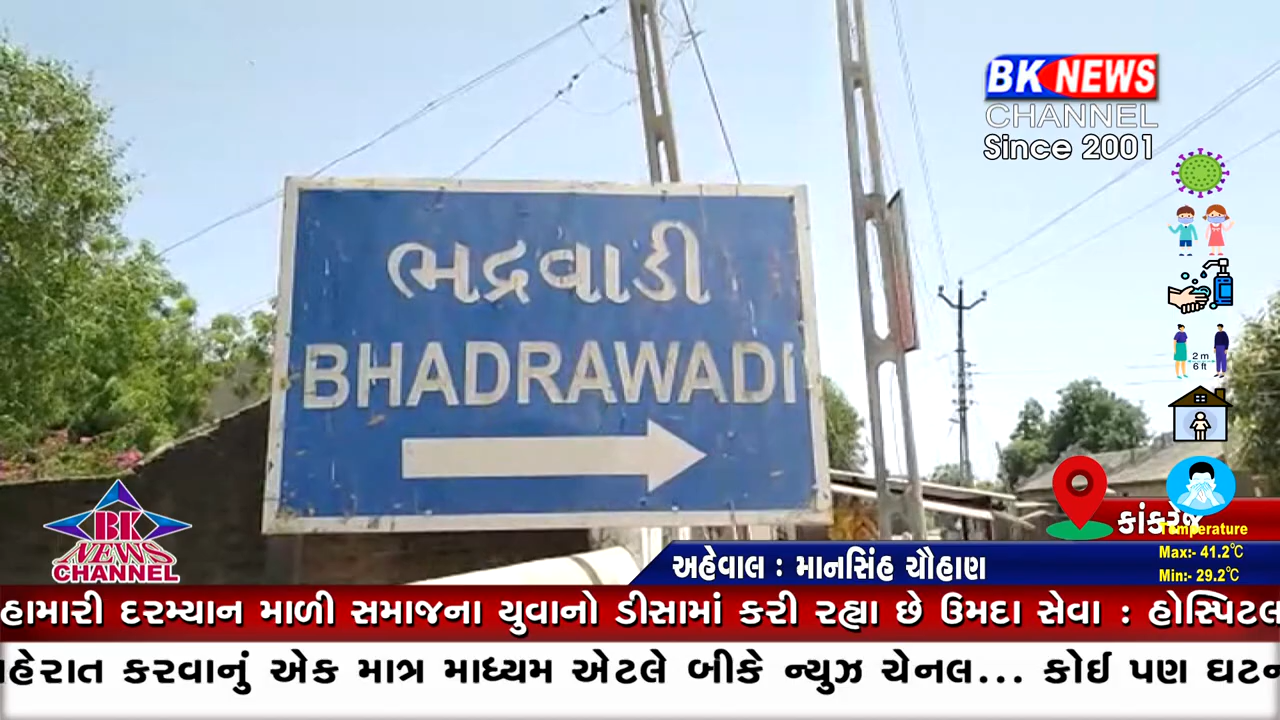 BK NEWS
CHANNEL
Since 2001
ભદ્રવાડી
BHADRAWADI
2 m
6 ft
કાંકરેજ
Temperature
Max:- 41.2℃
Min:- 29.2℃
BK
NEWS
CHANNEL
અહેવાલ : માનસિંહ ચૌહાણ
હામારી દરમ્યાન માળી સમાજના યુવાનો ડીસામાં કરી રહ્યા છે ઉમદા સેવા : હોસ્પિટલ
હેરાત કરવાનું એક માત્ર માધ્યમ એટલે બીકે ન્યુઝ ચેનલ... કોઈ પણ ઘટન